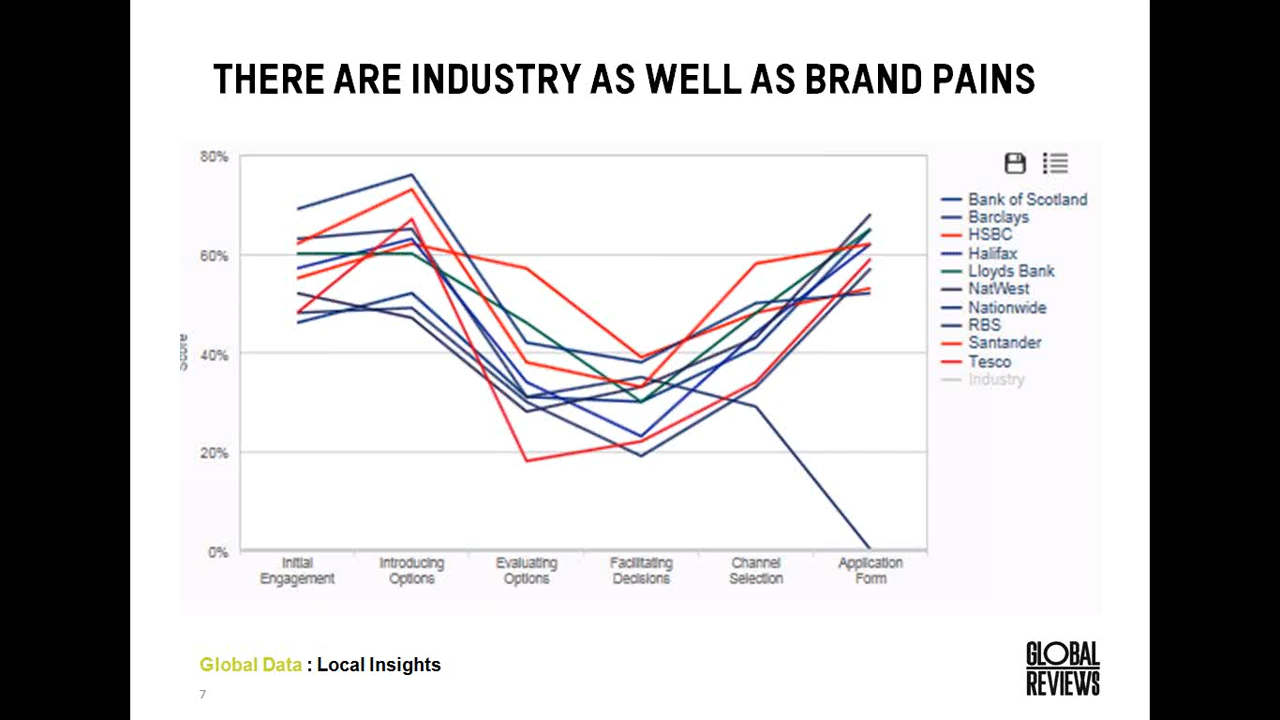 THERE ARE INDUSTRY AS WELL AS BRAND PAINS
80%
60%
40%
20%
0%
Score
Initial
Engagement
Introducing
Options
Evaluating
Options
Facilitating
Decisions
Channel
Selection
Application
Form
Bank of Scotland
Barclays
HSBC
Halifax
Lloyds Bank
NatWest
Nationwide
RBS
Santander
Tesco
Industry
Global Data : Local Insights
7
GLOBAL
REVIEWS